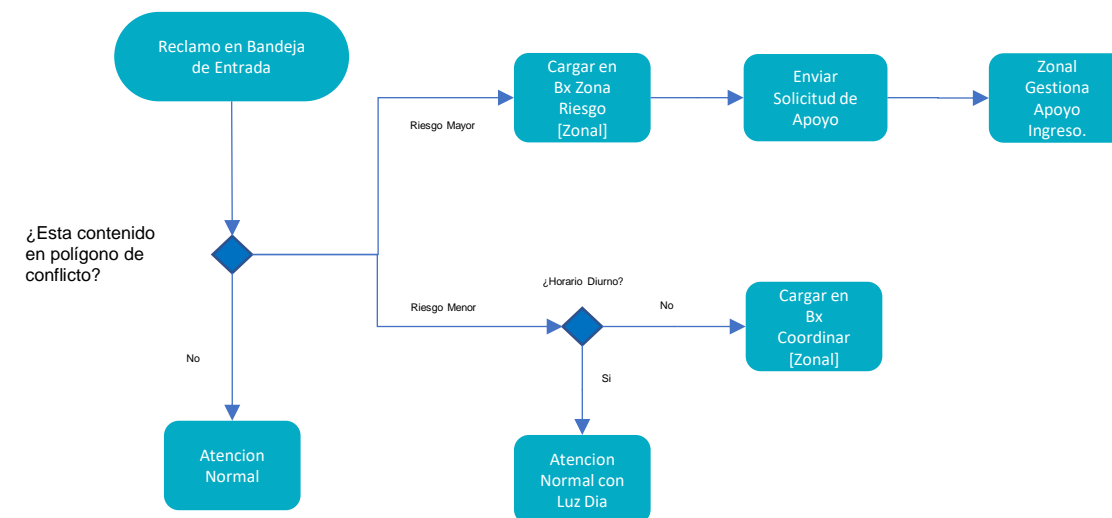 Reclamo en Bandeja
de Entrada
Cargar en
Bx Zona
Riesgo
[Zonal]
Enviar
Solicitud de
Apoyo
Zonal
Gestiona
Apoyo
Ingreso.
Riesgo Mayor
¿Esta contenido
en polígono de
conflicto?
¿Horario Diurno?
Riesgo Menor
No
Cargar en
Bx
Coordinar
[Zonal]
No
Si
Atencion
Normal
Atencion
Normal con
Luz Dia